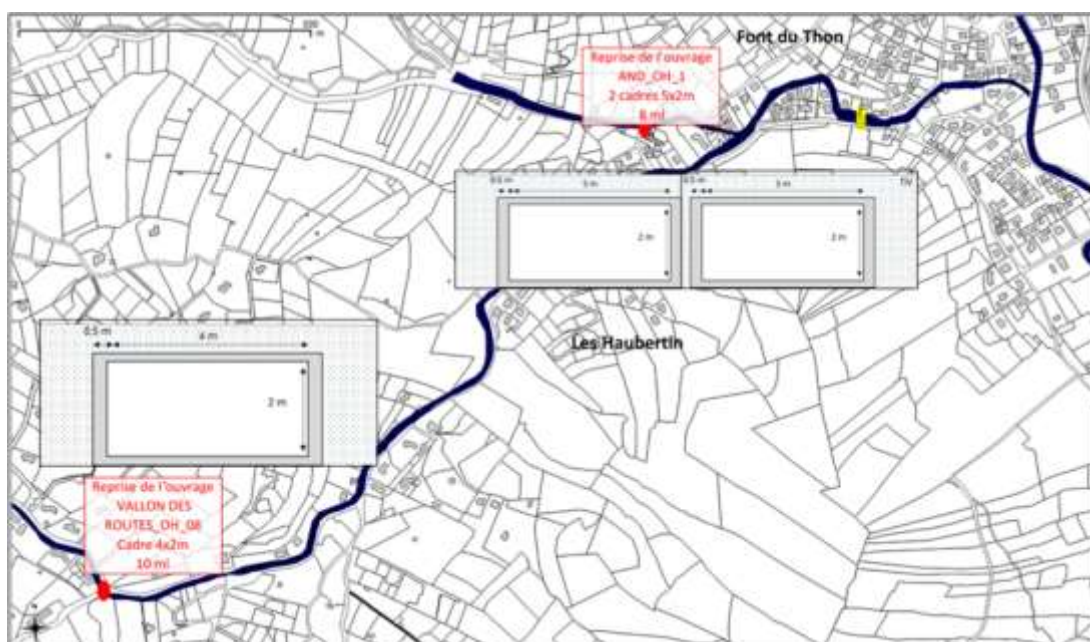 Font du Thon
Reprise de l'ouvrage
AND_OH_1
2 cadres 5x2m
8 ml
0.5 m
5 m
0.5 m
5 m
2 m
2 m
Les Haubertin
0.5 m
4 m
2 m
Reprise de l'ouvrage
VALLON DES
ROUTES_OH_08
Cadre 4x2m
10 ml